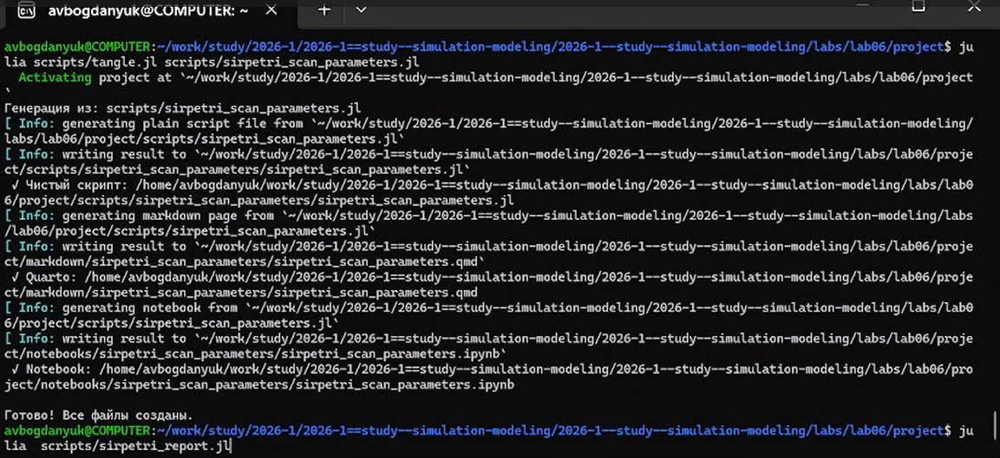 avbogdanyuk@COMPUTER: ~
avbogdanyuk@COMPUTER:~/work/study/2026-1/2026-1==study--simulation-modeling/2026-1--study--simulation-modeling/labs/lab06/project$ ju
lia scripts/tangle.jl scripts/sirpetri_scan_parameters.jl
Activating project at `~/work/study/2026-1/2026-1==study--simulation-modeling/2026-1--study--simulation-modeling/labs/lab06/project
`
Генерация из: scripts/sirpetri_scan_parameters.jl
[ Info: generating plain script file from `~/work/study/2026-1/2026-1==study--simulation-modeling/2026-1--study--simulation-modeling/
labs/lab06/project/scripts/sirpetri_scan_parameters.jl`
[ Info: writing result to `~/work/study/2026-1/2026-1==study--simulation-modeling/2026-1--study--simulation-modeling/labs/lab06/proje
ct/scripts/sirpetri_scan_parameters/sirpetri_scan_parameters.jl`
✓ Чистый скрипт: /home/avbogdanyuk/work/study/2026-1/2026-1==study--simulation-modeling/2026-1--study--simulation-modeling/labs/lab0
6/project/scripts/sirpetri_scan_parameters/sirpetri_scan_parameters.jl
[ Info: generating markdown page from `~/work/study/2026-1/2026-1==study--simulation-modeling/2026-1--study--simulation-modeling/labs
/lab06/project/scripts/sirpetri_scan_parameters.jl`
[ Info: writing result to `~/work/study/2026-1/2026-1==study--simulation-modeling/2026-1--study--simulation-modeling/labs/lab06/proje
ct/markdown/sirpetri_scan_parameters/sirpetri_scan_parameters.qmd`
✓ Quarto: /home/avbogdanyuk/work/study/2026-1/2026-1==study--simulation-modeling/2026-1--study--simulation-modeling/labs/lab06/proje
ct/markdown/sirpetri_scan_parameters/sirpetri_scan_parameters.qmd
[ Info: generating notebook from `~/work/study/2026-1/2026-1==study--simulation-modeling/2026-1--study--simulation-modeling/labs/lab0
6/project/scripts/sirpetri_scan_parameters.jl`
[ Info: writing result to `~/work/study/2026-1/2026-1==study--simulation-modeling/2026-1--study--simulation-modeling/labs/lab06/proje
ct/notebooks/sirpetri_scan_parameters/sirpetri_scan_parameters.ipynb`
✓ Notebook: /home/avbogdanyuk/work/study/2026-1/2026-1==study--simulation-modeling/2026-1--study--simulation-modeling/labs/lab06/pro
ject/notebooks/sirpetri_scan_parameters/sirpetri_scan_parameters.ipynb
Готово! Все файлы созданы.
avbogdanyuk@COMPUTER:~/work/study/2026-1/2026-1==study--simulation-modeling/2026-1--study--simulation-modeling/labs/lab06/project$ ju
lia  scripts/sirpetri_report.jl